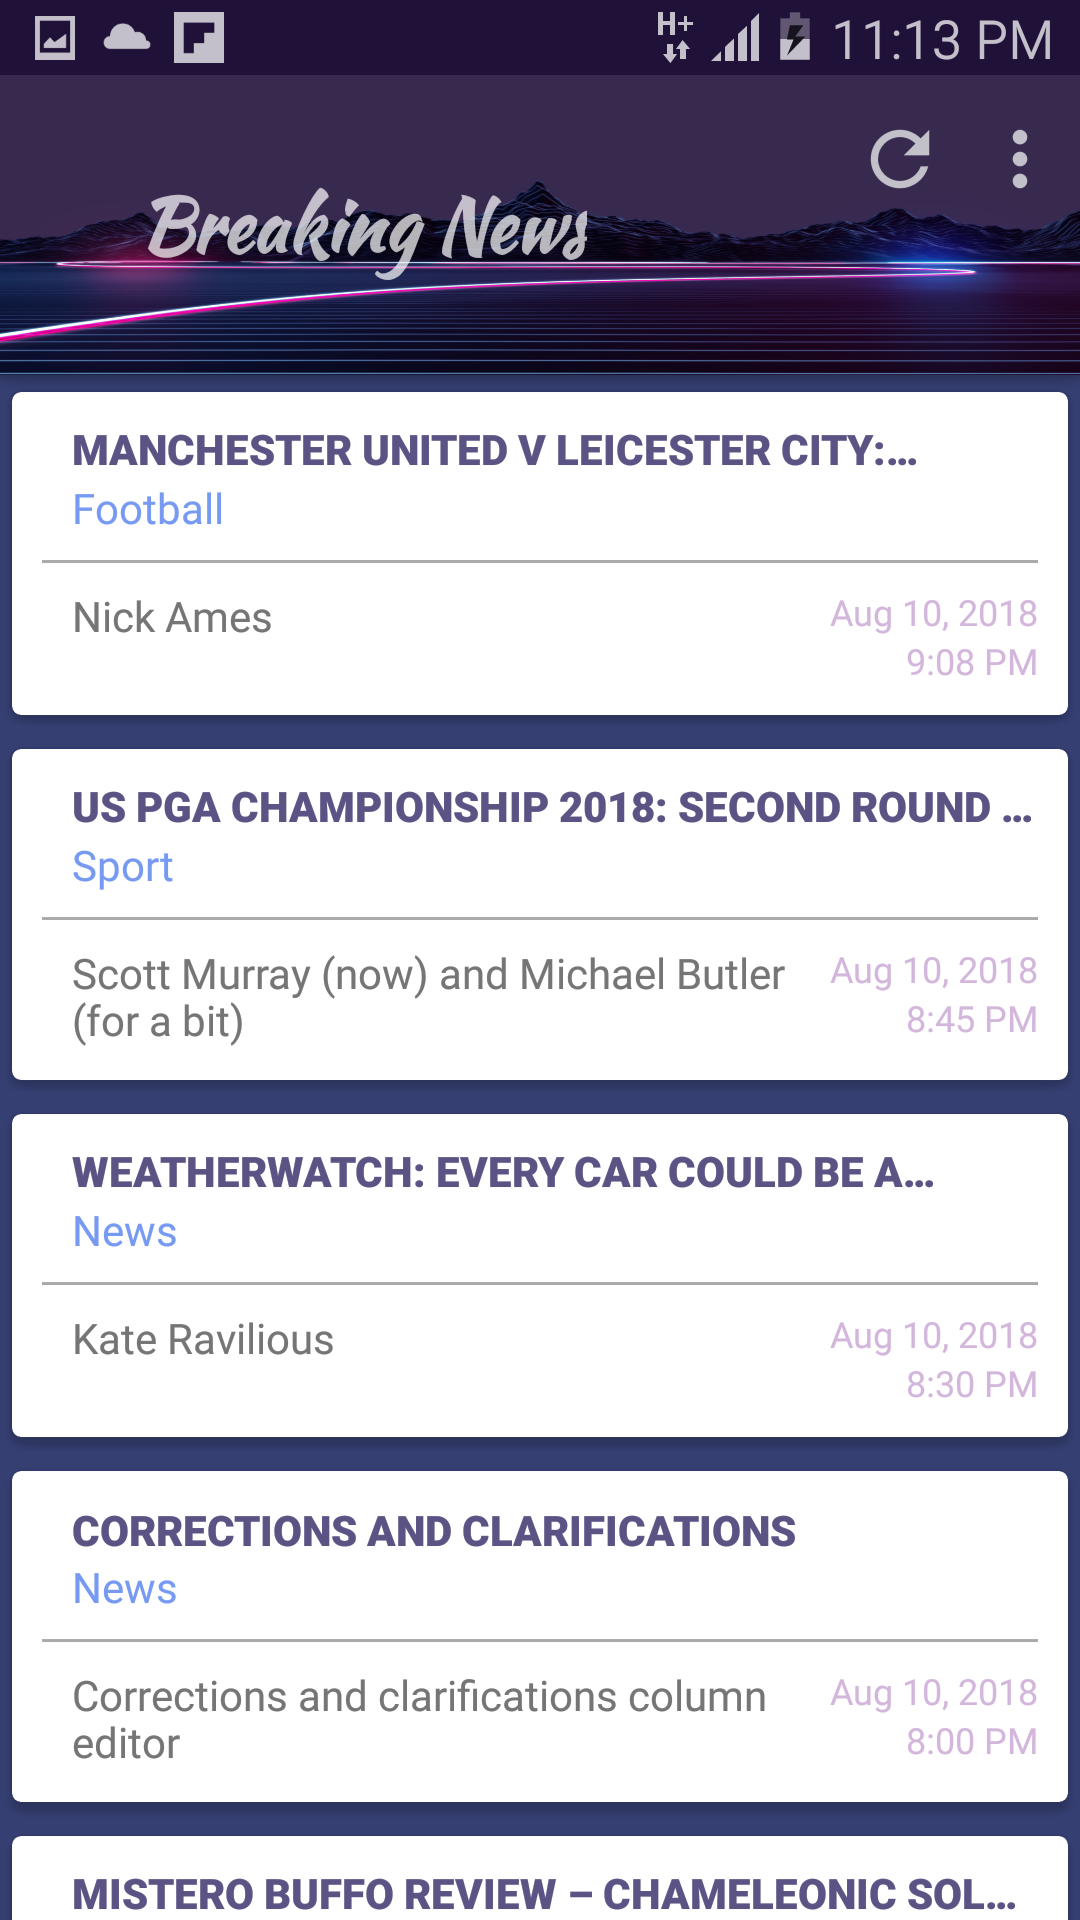 H+
11:13 PM
Breaking News
MANCHESTER UNITED V LEICESTER CITY:...
Football
Nick Ames
Aug 10, 2018
9:08 PM
US PGA CHAMPIONSHIP 2018: SECOND ROUND ...
Sport
Scott Murray (now) and Michael Butler
(for a bit)
Aug 10, 2018
8:45 PM
WEATHERWATCH: EVERY CAR COULD BE A...
News
Kate Ravilious
Aug 10, 2018
8:30 PM
CORRECTIONS AND CLARIFICATIONS
News
Corrections and clarifications column
editor
Aug 10, 2018
8:00 PM
MISTERO BUFFO REVIEW – CHAMELEONIC SOL...